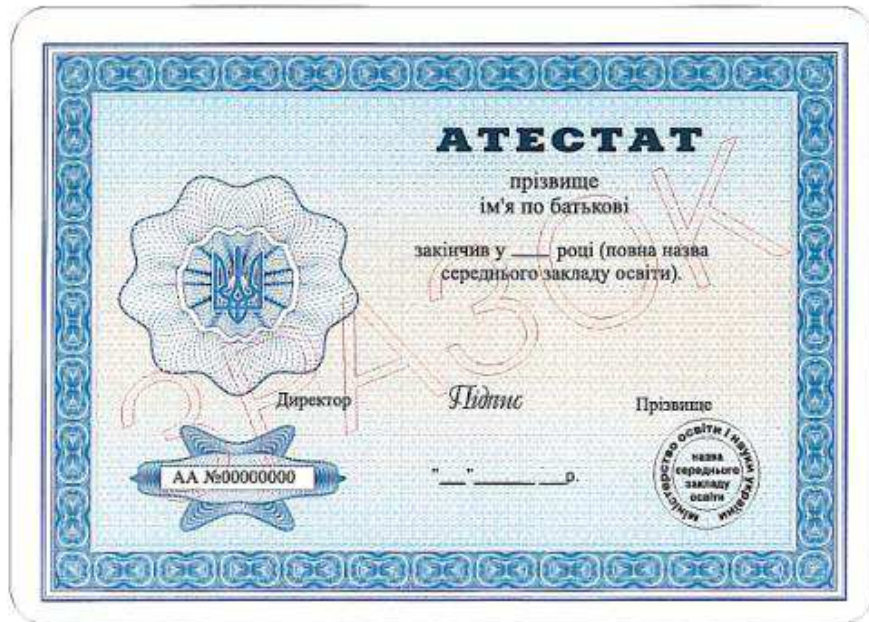 АТЕСТАТ
прізвище
ім'я по батькові
закінчив у ____ році (повна назва
середнього закладу освіти).
ЗРАЗОК
Директор
Підпис
Прізвище
АА №00000000
"___" _______ ___р.
Міністерство освіти і науки україни
назва
середнього
закладу
освіти